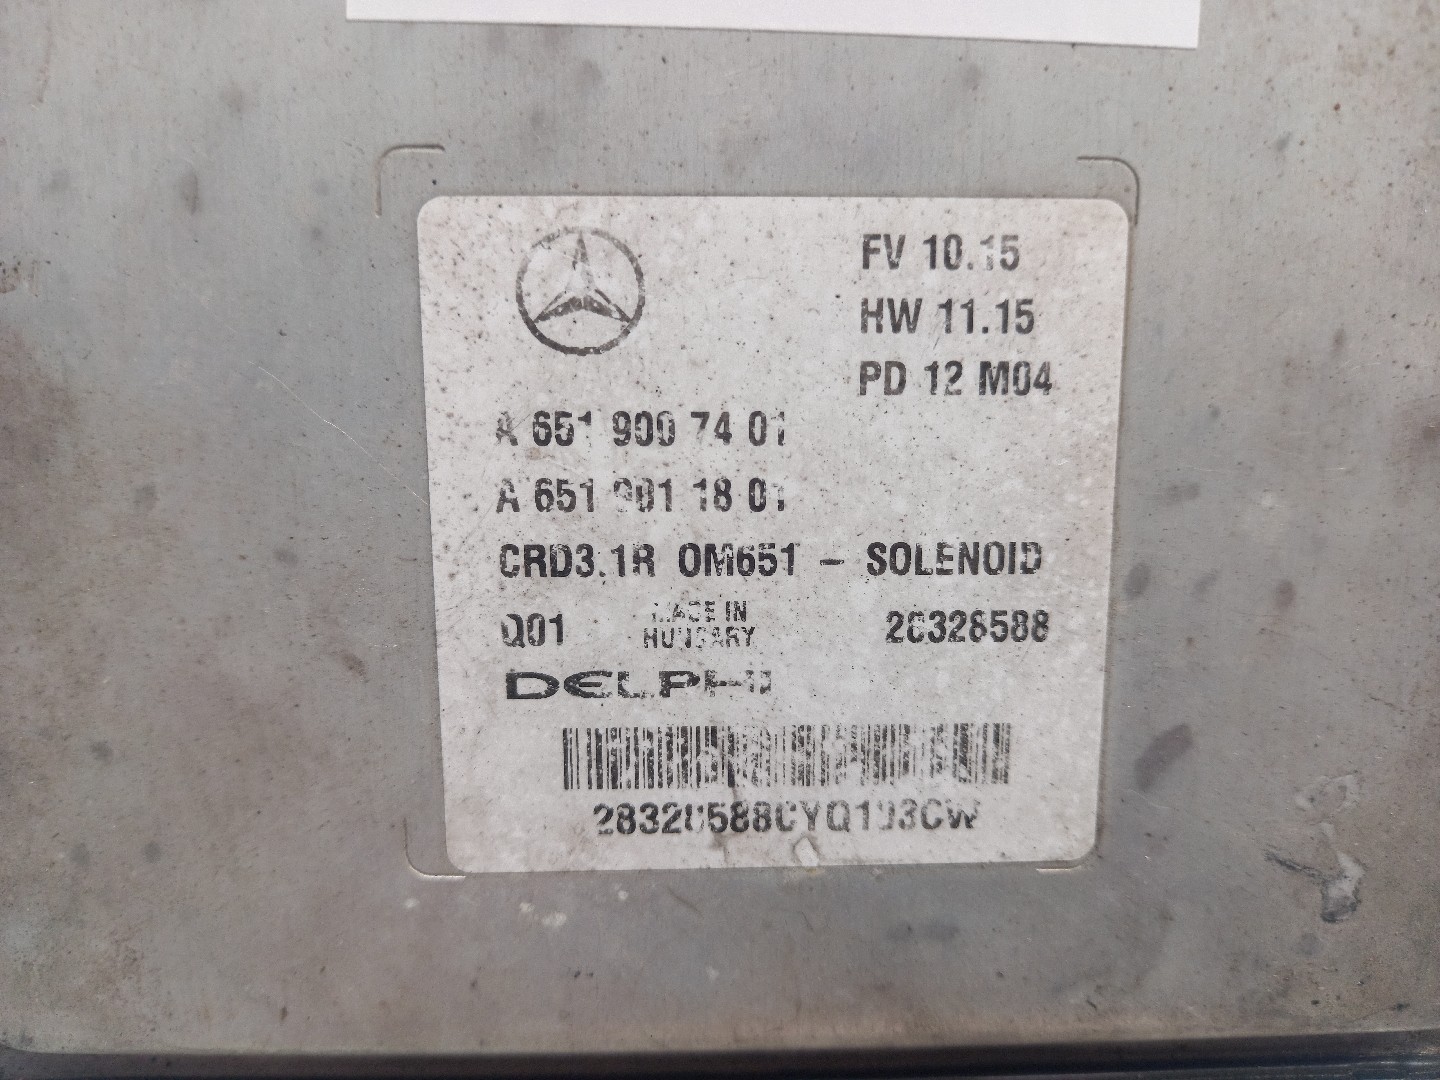 FV 10.15
HW 11.15
PD 12 M04
A 651 900 74 01
A 651 901 18 01
CRD3.1R OM651 - SOLENOID
Q01 MADE IN HUNGARY 28326588
DELPHI